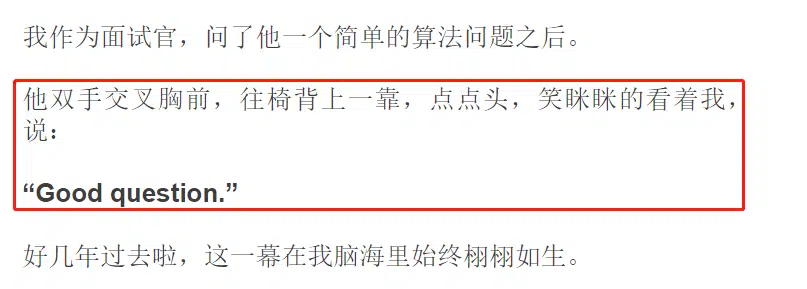 我作为面试官，问了他一个简单的算法问题之后。
他双手交叉胸前，往椅背上一靠，点点头，笑眯眯的看着我，
说：
“Good question.”
好几年过去啦，这一幕在我脑海里始终栩栩如生。